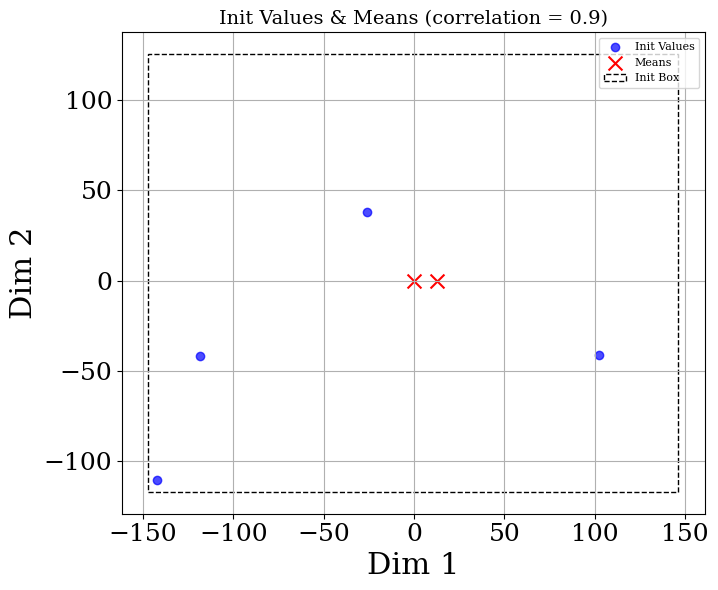 Init Values & Means (correlation = 0.9)
Init Values
Means
Init Box
Dim 2
100
50
0
−50
−100
−150
−100
−50
0
50
100
150
Dim 1